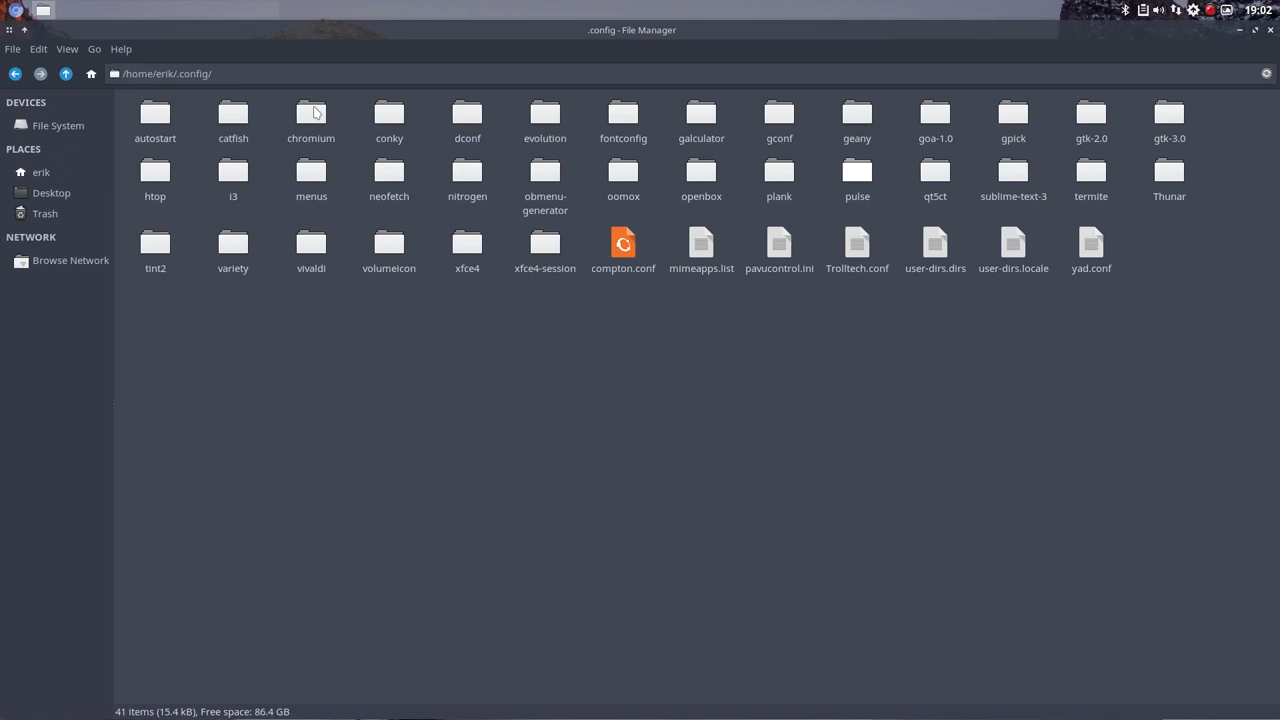 19:02
.config - File Manager
File Edit View Go Help
/home/erik/.config/
DEVICES
File System
PLACES
erik
Desktop
Trash
NETWORK
Browse Network
autostart catfish chromium conky dconf evolution fontconfig galculator gconf geany goa-1.0 gpick gtk-2.0 gtk-3.0
htop i3 menus neofetch nitrogen obmenu- oomox openbox plank pulse qt5ct sublime-text-3 termite Thunar
generator
tint2 variety vivaldi volumeicon xfce4 xfce4-session compton.conf mimeapps.list pavucontrol.ini Trolltech.conf user-dirs.dirs user-dirs.locale yad.conf
41 items (15.4 kB), Free space: 86.4 GB